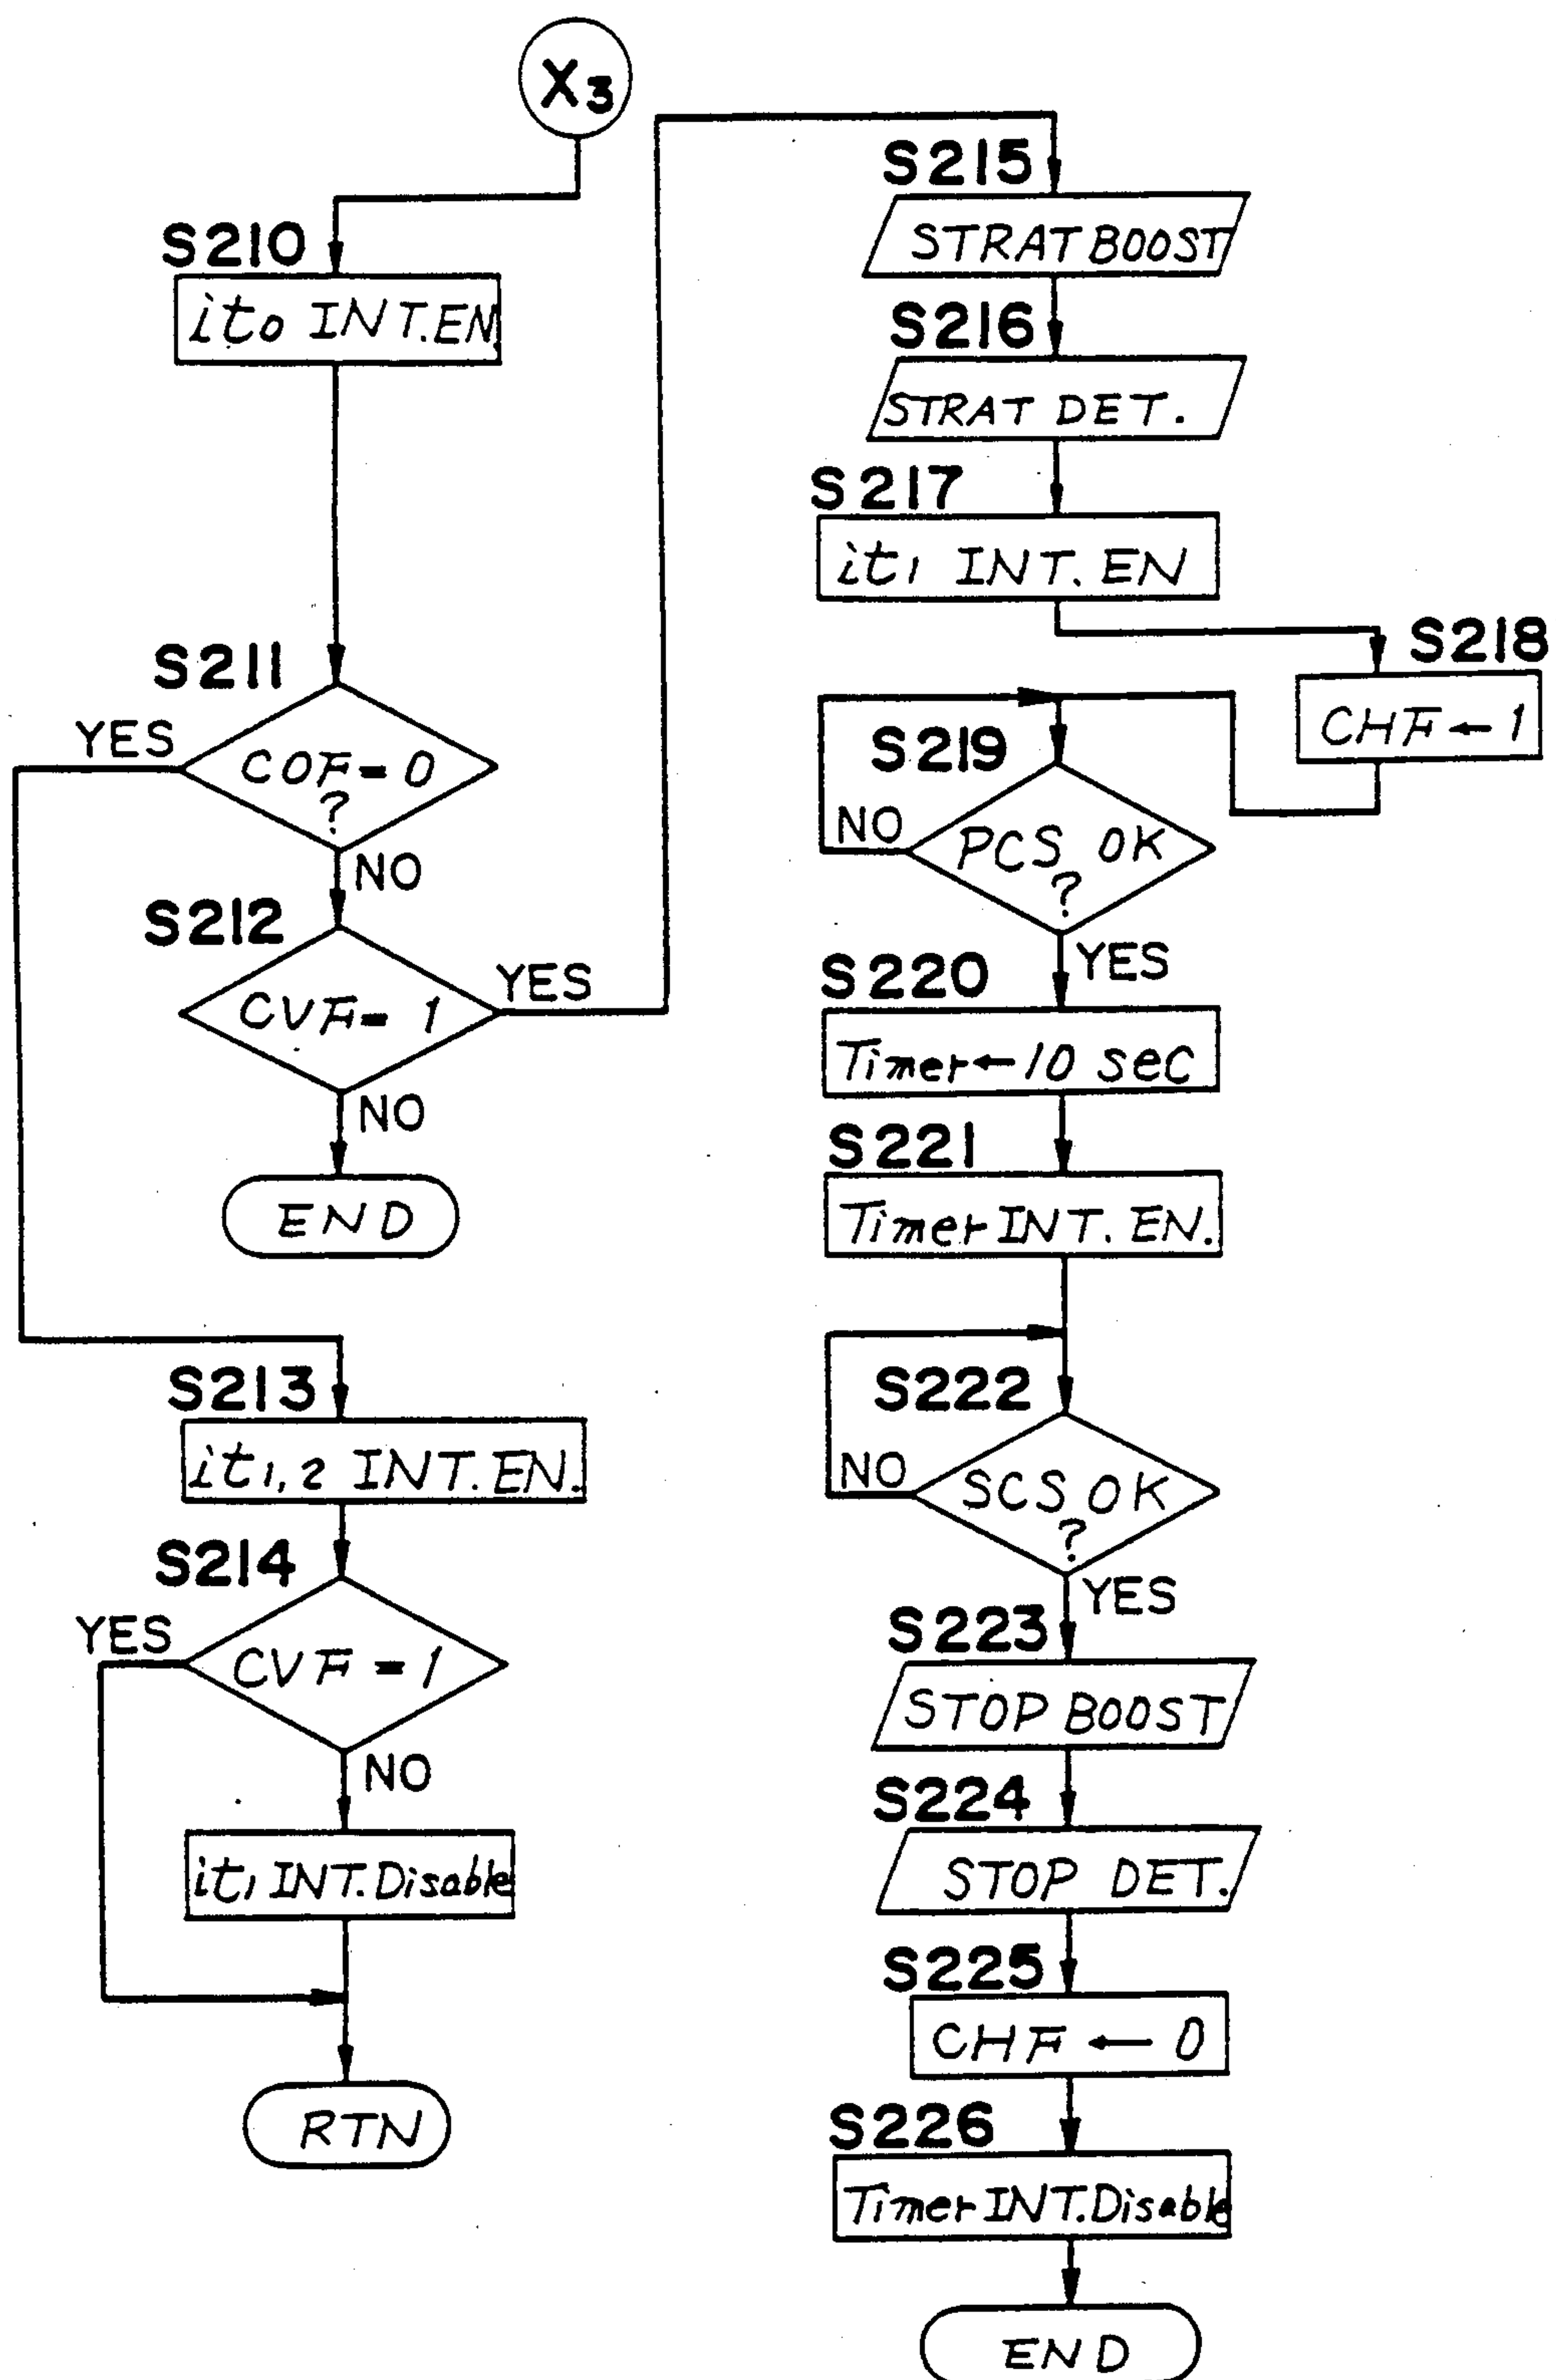 X3
S210
it0 INT.EN.
S211
YES
COF=0
?
NO
S212
YES
CVF=1
NO
END
S213
it1,2 INT.EN.
S214
YES
CVF=1
NO
it1 INT.Disable
RTN
S215
STRAT BOOST
S216
STRAT DET.
S217
it1 INT.EN
S218
CHF←1
S219
NO
PCS OK
?
YES
S220
Timer←10 sec
S221
Timer INT.EN.
S222
NO
SCS OK
?
YES
S223
STOP BOOST
S224
STOP DET.
S225
CHF←0
S226
Timer INT.Disable
END